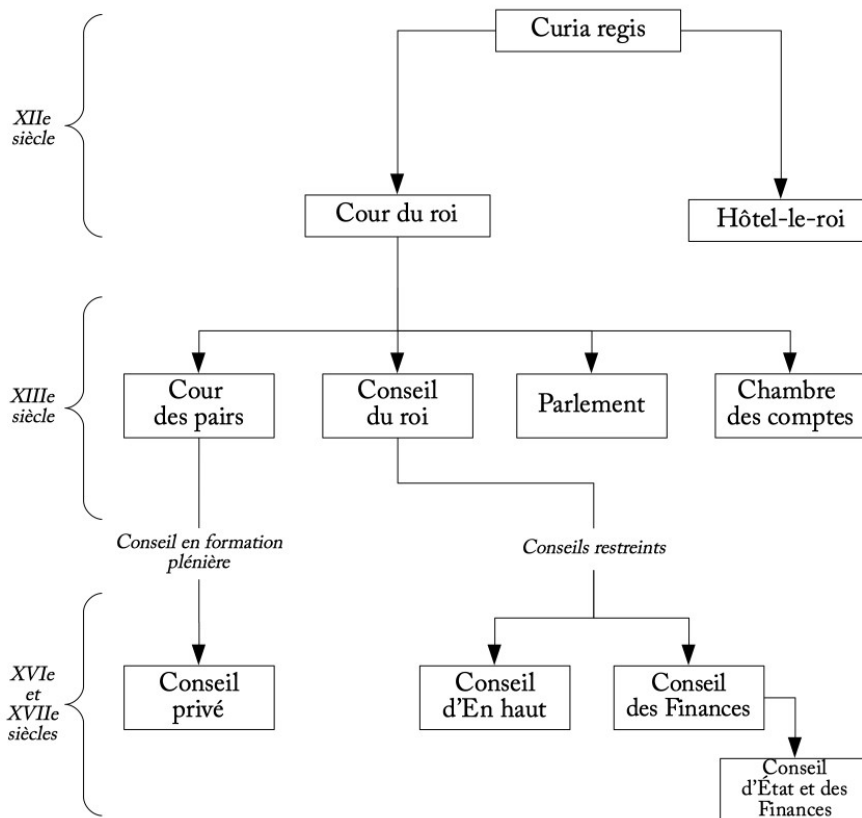 Curia regis
XIIe
siècle
Cour du roi
Hôtel-le-roi
XIIIe
siècle
Cour
des pairs
Conseil
du roi
Parlement
Chambre
des comptes
Conseil en formation
plénière
Conseils restreints
XVIe
et
XVIIe
siècles
Conseil
privé
Conseil
d'En haut
Conseil
des Finances
Conseil
d'État et des
Finances